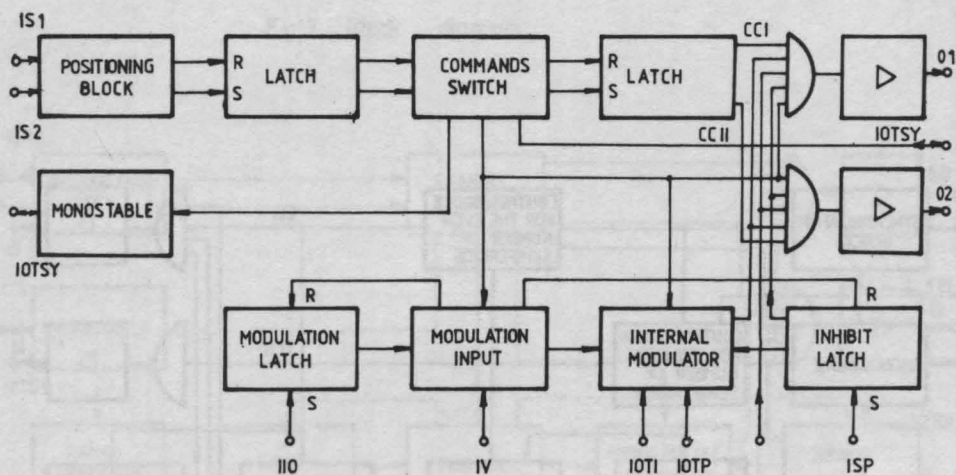 IS1
POSITIONING
BLOCK
R
S
LATCH
COMMANDS
SWITCH
R
S
LATCH
CCI
CCII
01
IS2
IOTSY
MONOSTABLE
02
IOTSY
R
R
MODULATION
LATCH
MODULATION
INPUT
INTERNAL
MODULATOR
INHIBIT
LATCH
S
S
IIO
IV
IOTI
IOTP
ISP